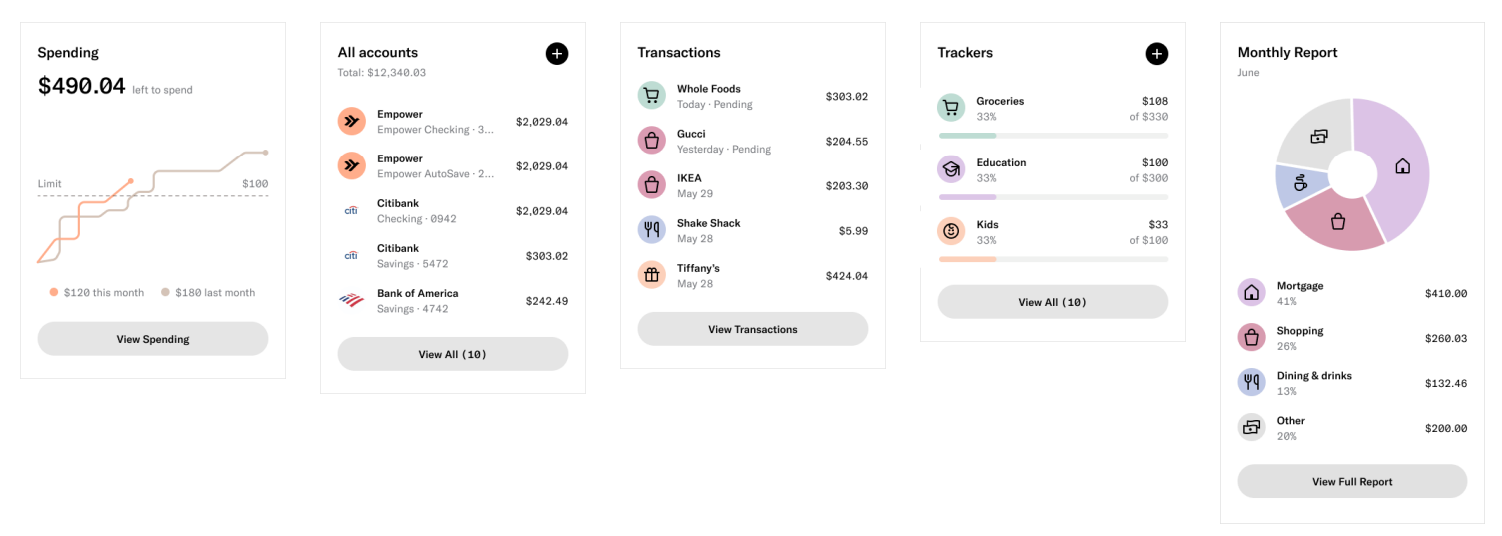 Spending
$490.04 left to spend
Limit $100
$120 this month $180 last month
View Spending
All accounts
Total: $12,340.03
Empower
Empower Checking · 3...
$2,029.04
Empower
Empower AutoSave · 2...
$2,029.04
citi
Citibank
Checking · 0942
$2,029.04
citi
Citibank
Savings · 5472
$303.02
Bank of America
Savings · 4742
$242.49
View All (10)
Transactions
Whole Foods
Today · Pending
$303.02
Gucci
Yesterday · Pending
$204.55
IKEA
May 29
$203.30
Shake Shack
May 28
$5.99
Tiffany's
May 28
$424.04
View Transactions
Trackers
Groceries $108
33% of $330
Education $100
33% of $300
Kids $33
33% of $100
View All (10)
Monthly Report
June
Mortgage
41%
$410.00
Shopping
26%
$260.03
Dining & drinks
13%
$132.46
Other
20%
$200.00
View Full Report